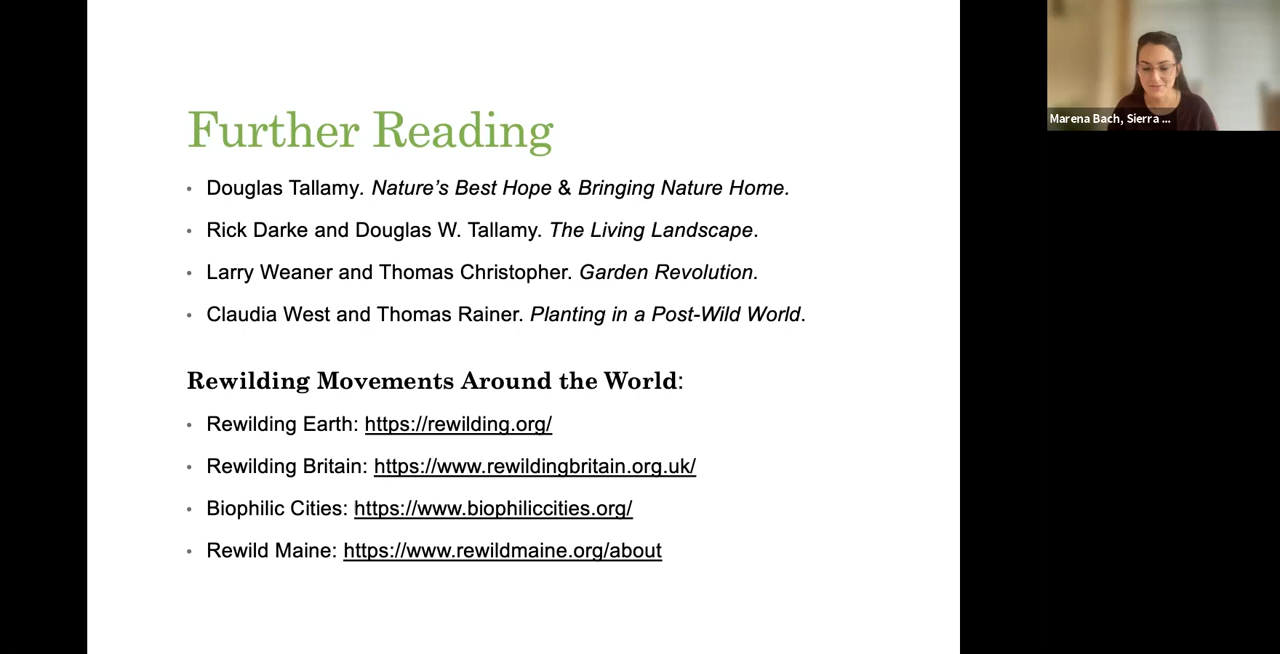 Further Reading
• Douglas Tallamy. Nature’s Best Hope & Bringing Nature Home.
• Rick Darke and Douglas W. Tallamy. The Living Landscape.
• Larry Weaner and Thomas Christopher. Garden Revolution.
• Claudia West and Thomas Rainer. Planting in a Post-Wild World.
Rewilding Movements Around the World:
• Rewilding Earth: https://rewilding.org/
• Rewilding Britain: https://www.rewildingbritain.org.uk/
• Biophilic Cities: https://www.biophiliccities.org/
• Rewild Maine: https://www.rewildmaine.org/about
Marena Bach, Sierra ...